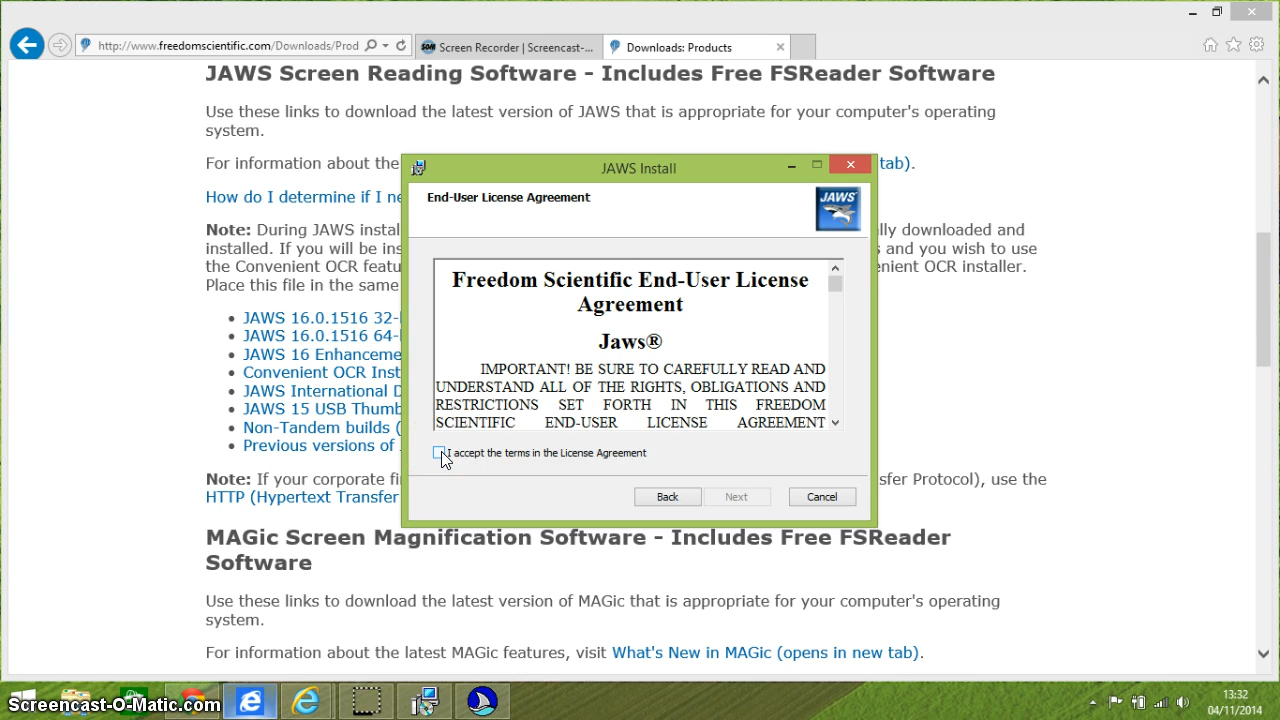 http://www.freedomscientific.com/Downloads/Prod
Screen Recorder | Screencast-...
Downloads: Products
JAWS Screen Reading Software - Includes Free FSReader Software
Use these links to download the latest version of JAWS that is appropriate for your computer's operating
system.
For information about the
tab).
How do I determine if I ne
Note: During JAWS instal
lly downloaded and
installed. If you will be ins
s and you wish to use
the Convenient OCR featu
enient OCR installer.
Place this file in the same
JAWS 16.0.1516 32-
JAWS 16.0.1516 64-
JAWS 16 Enhanceme
Convenient OCR Inst
JAWS International D
JAWS 15 USB Thumb
Non-Tandem builds (
Previous versions of
Note: If your corporate fi
sfer Protocol), use the
HTTP (Hypertext Transfer
JAWS Install
End-User License Agreement
JAWS
Freedom Scientific End-User License
Agreement
Jaws®
IMPORTANT! BE SURE TO CAREFULLY READ AND
UNDERSTAND ALL OF THE RIGHTS, OBLIGATIONS AND
RESTRICTIONS SET FORTH IN THIS FREEDOM
SCIENTIFIC END-USER LICENSE AGREEMENT
I accept the terms in the License Agreement
Back
Next
Cancel
MAGic Screen Magnification Software - Includes Free FSReader
Software
Use these links to download the latest version of MAGic that is appropriate for your computer's operating
system.
For information about the latest MAGic features, visit What's New in MAGic (opens in new tab).
Screencast-O-Matic.com
13:32
04/11/2014